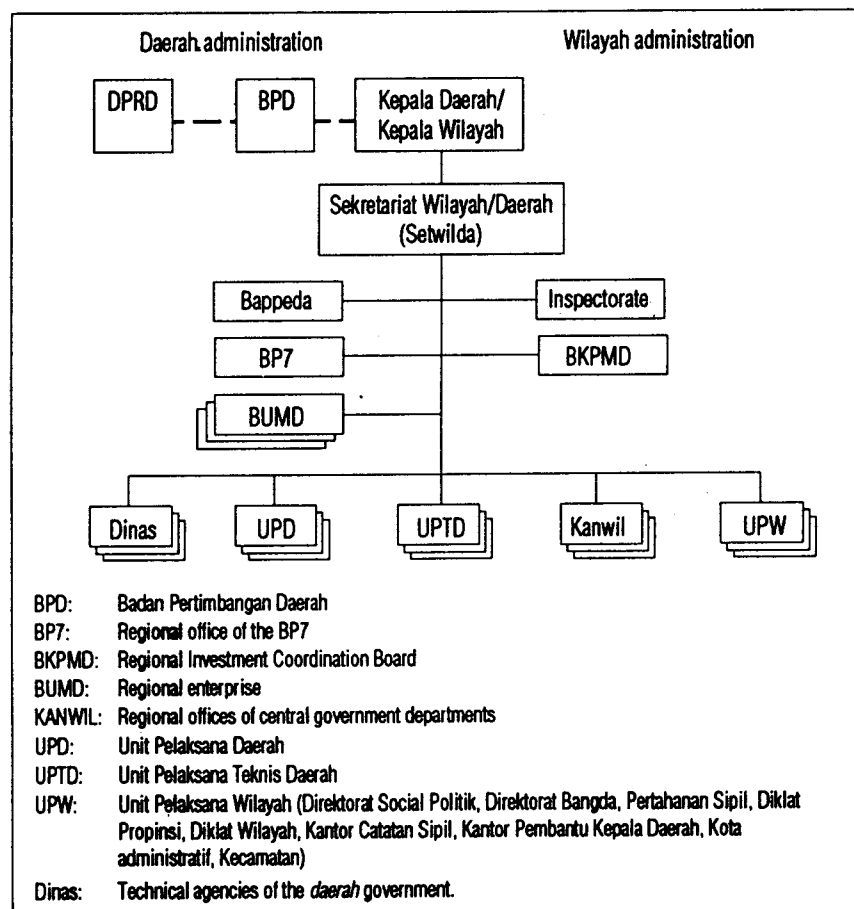 Daerah administration
Wilayah administration
DPRD
BPD
Kepala Daerah/
Kepala Wilayah
Sekretariat Wilayah/Daerah
(Setwilda)
Bappeda
Inspectorate
BP7
BKPMD
BUMD
Dinas
UPD
UPTD
Kanwil
UPW
BPD: Badan Pertimbangan Daerah
BP7: Regional office of the BP7
BKPMD: Regional Investment Coordination Board
BUMD: Regional enterprise
KANWIL: Regional offices of central government departments
UPD: Unit Pelaksana Daerah
UPTD: Unit Pelaksana Teknis Daerah
UPW: Unit Pelaksana Wilayah (Direktorat Social Politik, Direktorat Bangda, Pertahanan Sipil, Diklat
Propinsi, Diklat Wilayah, Kantor Catatan Sipil, Kantor Pembantu Kepala Daerah, Kota
administratif, Kecamatan)
Dinas: Technical agencies of the daerah government.